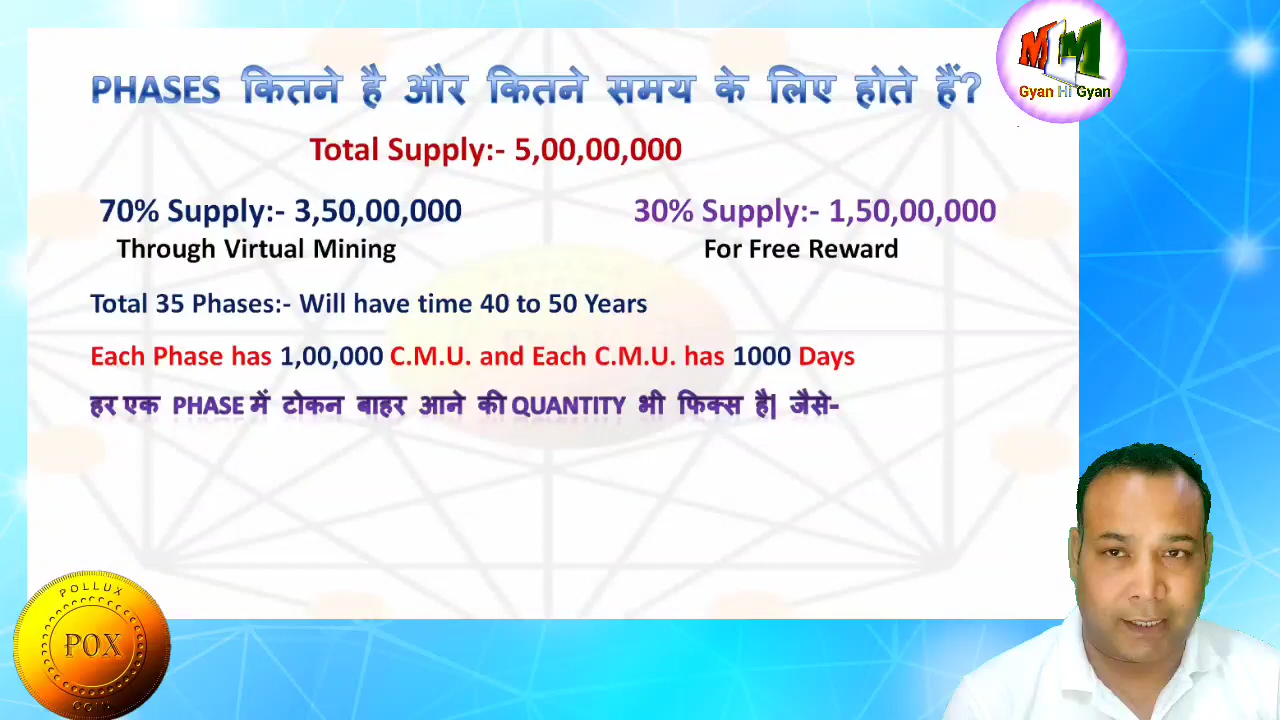 PHASES कितने है और कितने समय के लिए होते हैं?
MM
Gyan Hi Gyan
Total Supply:- 5,00,00,000
70% Supply:- 3,50,00,000
30% Supply:- 1,50,00,000
Through Virtual Mining
For Free Reward
Total 35 Phases:- Will have time 40 to 50 Years
Each Phase has 1,00,000 C.M.U. and Each C.M.U. has 1000 Days
हर एक PHASE में टोकन बाहर आने की QUANTITY भी फिक्स है| जैसे-
POLLUX
POX
COIN